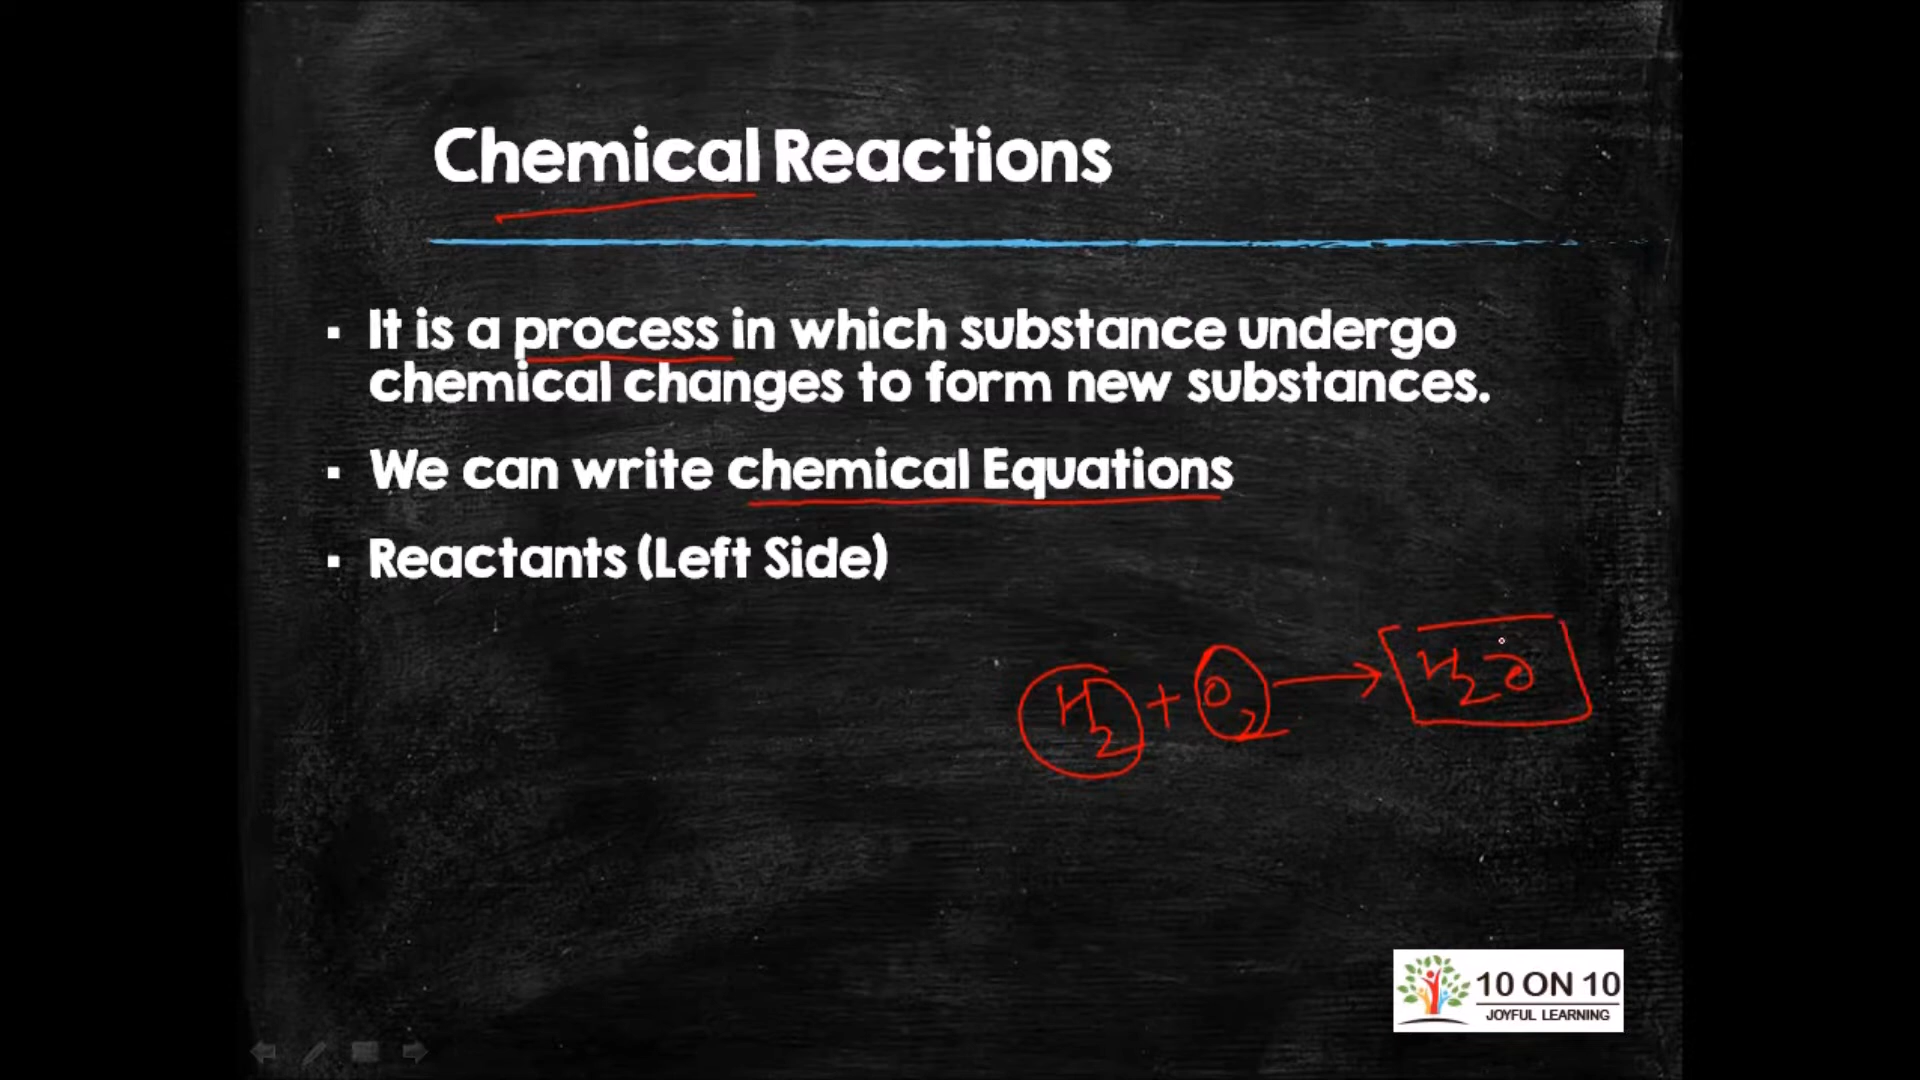 Chemical Reactions
▪ It is a process in which substance undergo
chemical changes to form new substances.
▪ We can write chemical Equations
▪ Reactants (Left Side)
H₂ + O₂ → H₂O
10 ON 10
JOYFUL LEARNING